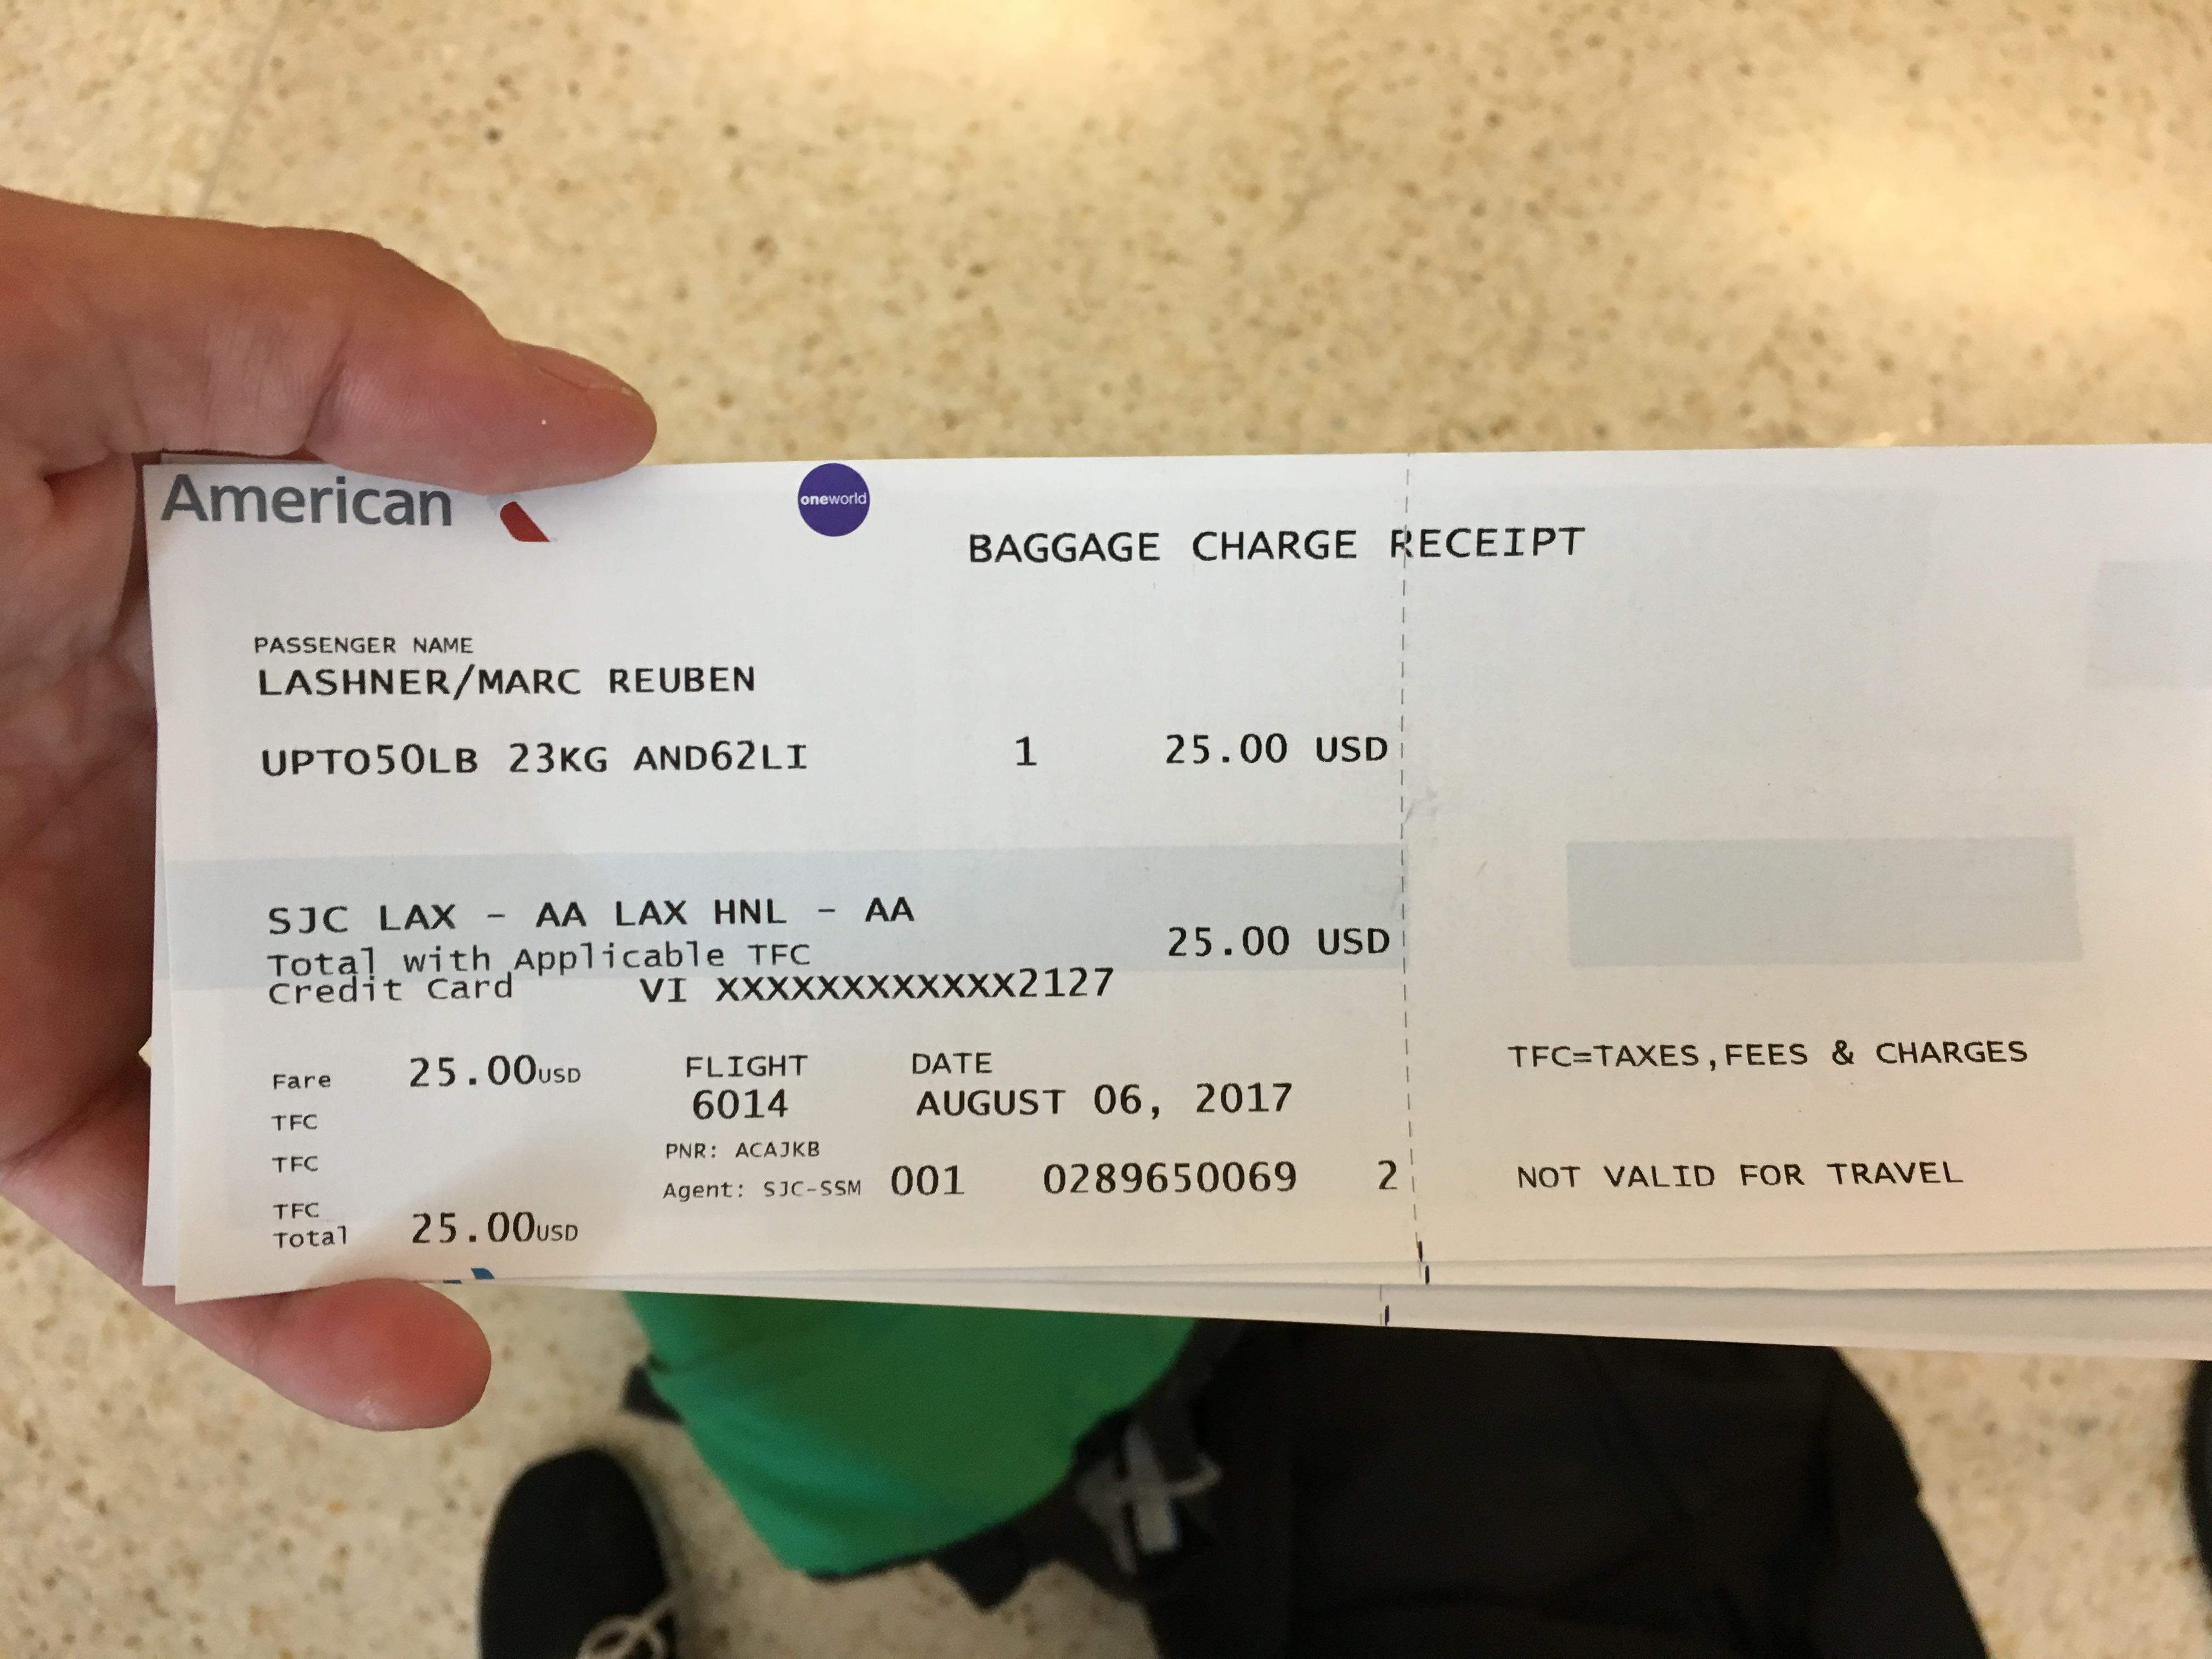 American
oneworld
BAGGAGE CHARGE RECEIPT
PASSENGER NAME
LASHNER/MARC REUBEN
UPTO50LB 23KG AND62LI 1 25.00 USD
SJC LAX - AA LAX HNL - AA
Total with Applicable TFC 25.00 USD
Credit Card VI XXXXXXXXXXXX2127
Fare 25.00USD FLIGHT DATE TFC=TAXES,FEES & CHARGES
TFC 6014 AUGUST 06, 2017
TFC PNR: ACAJKB
Agent: SJC-SSM 001 0289650069 2 NOT VALID FOR TRAVEL
TFC
Total 25.00USD